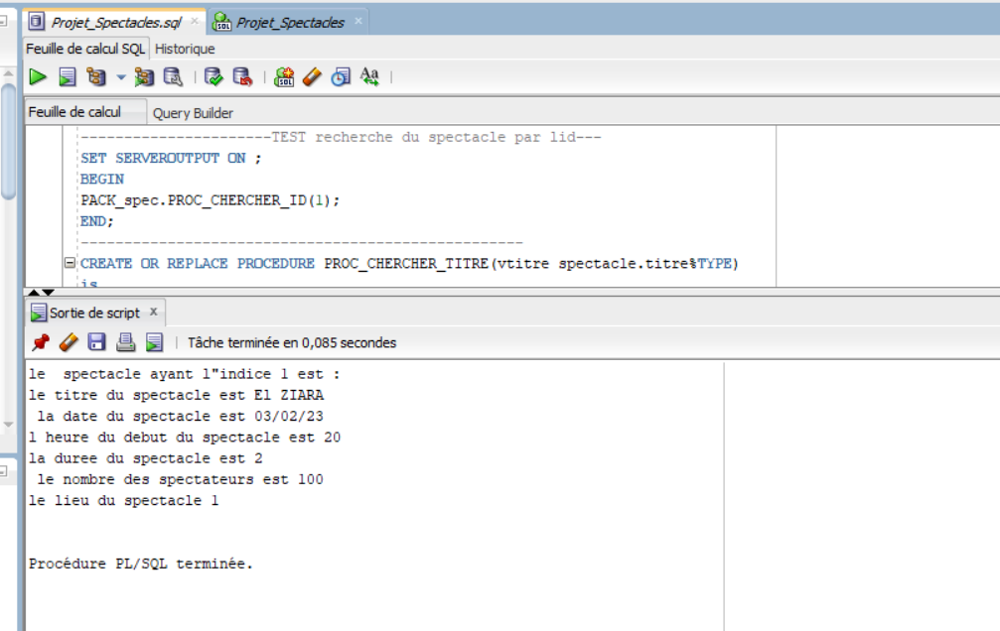 Projet_Spectacles.sql × Projet_Spectacles ×
Feuille de calcul SQL Historique
Feuille de calcul Query Builder
----------------------TEST recherche du spectacle par lid---
SET SERVEROUTPUT ON ;
BEGIN
PACK_spec.PROC_CHERCHER_ID(1);
END;
---------------------------------------------------
CREATE OR REPLACE PROCEDURE PROC_CHERCHER_TITRE(vtitre spectacle.titre%TYPE)
is
Sortie de script ×
Tâche terminée en 0,085 secondes
le  spectacle ayant l"indice 1 est :
le titre du spectacle est El ZIARA
 la date du spectacle est 03/02/23
l heure du debut du spectacle est 20
la duree du spectacle est 2
 le nombre des spectateurs est 100
le lieu du spectacle 1
Procédure PL/SQL terminée.